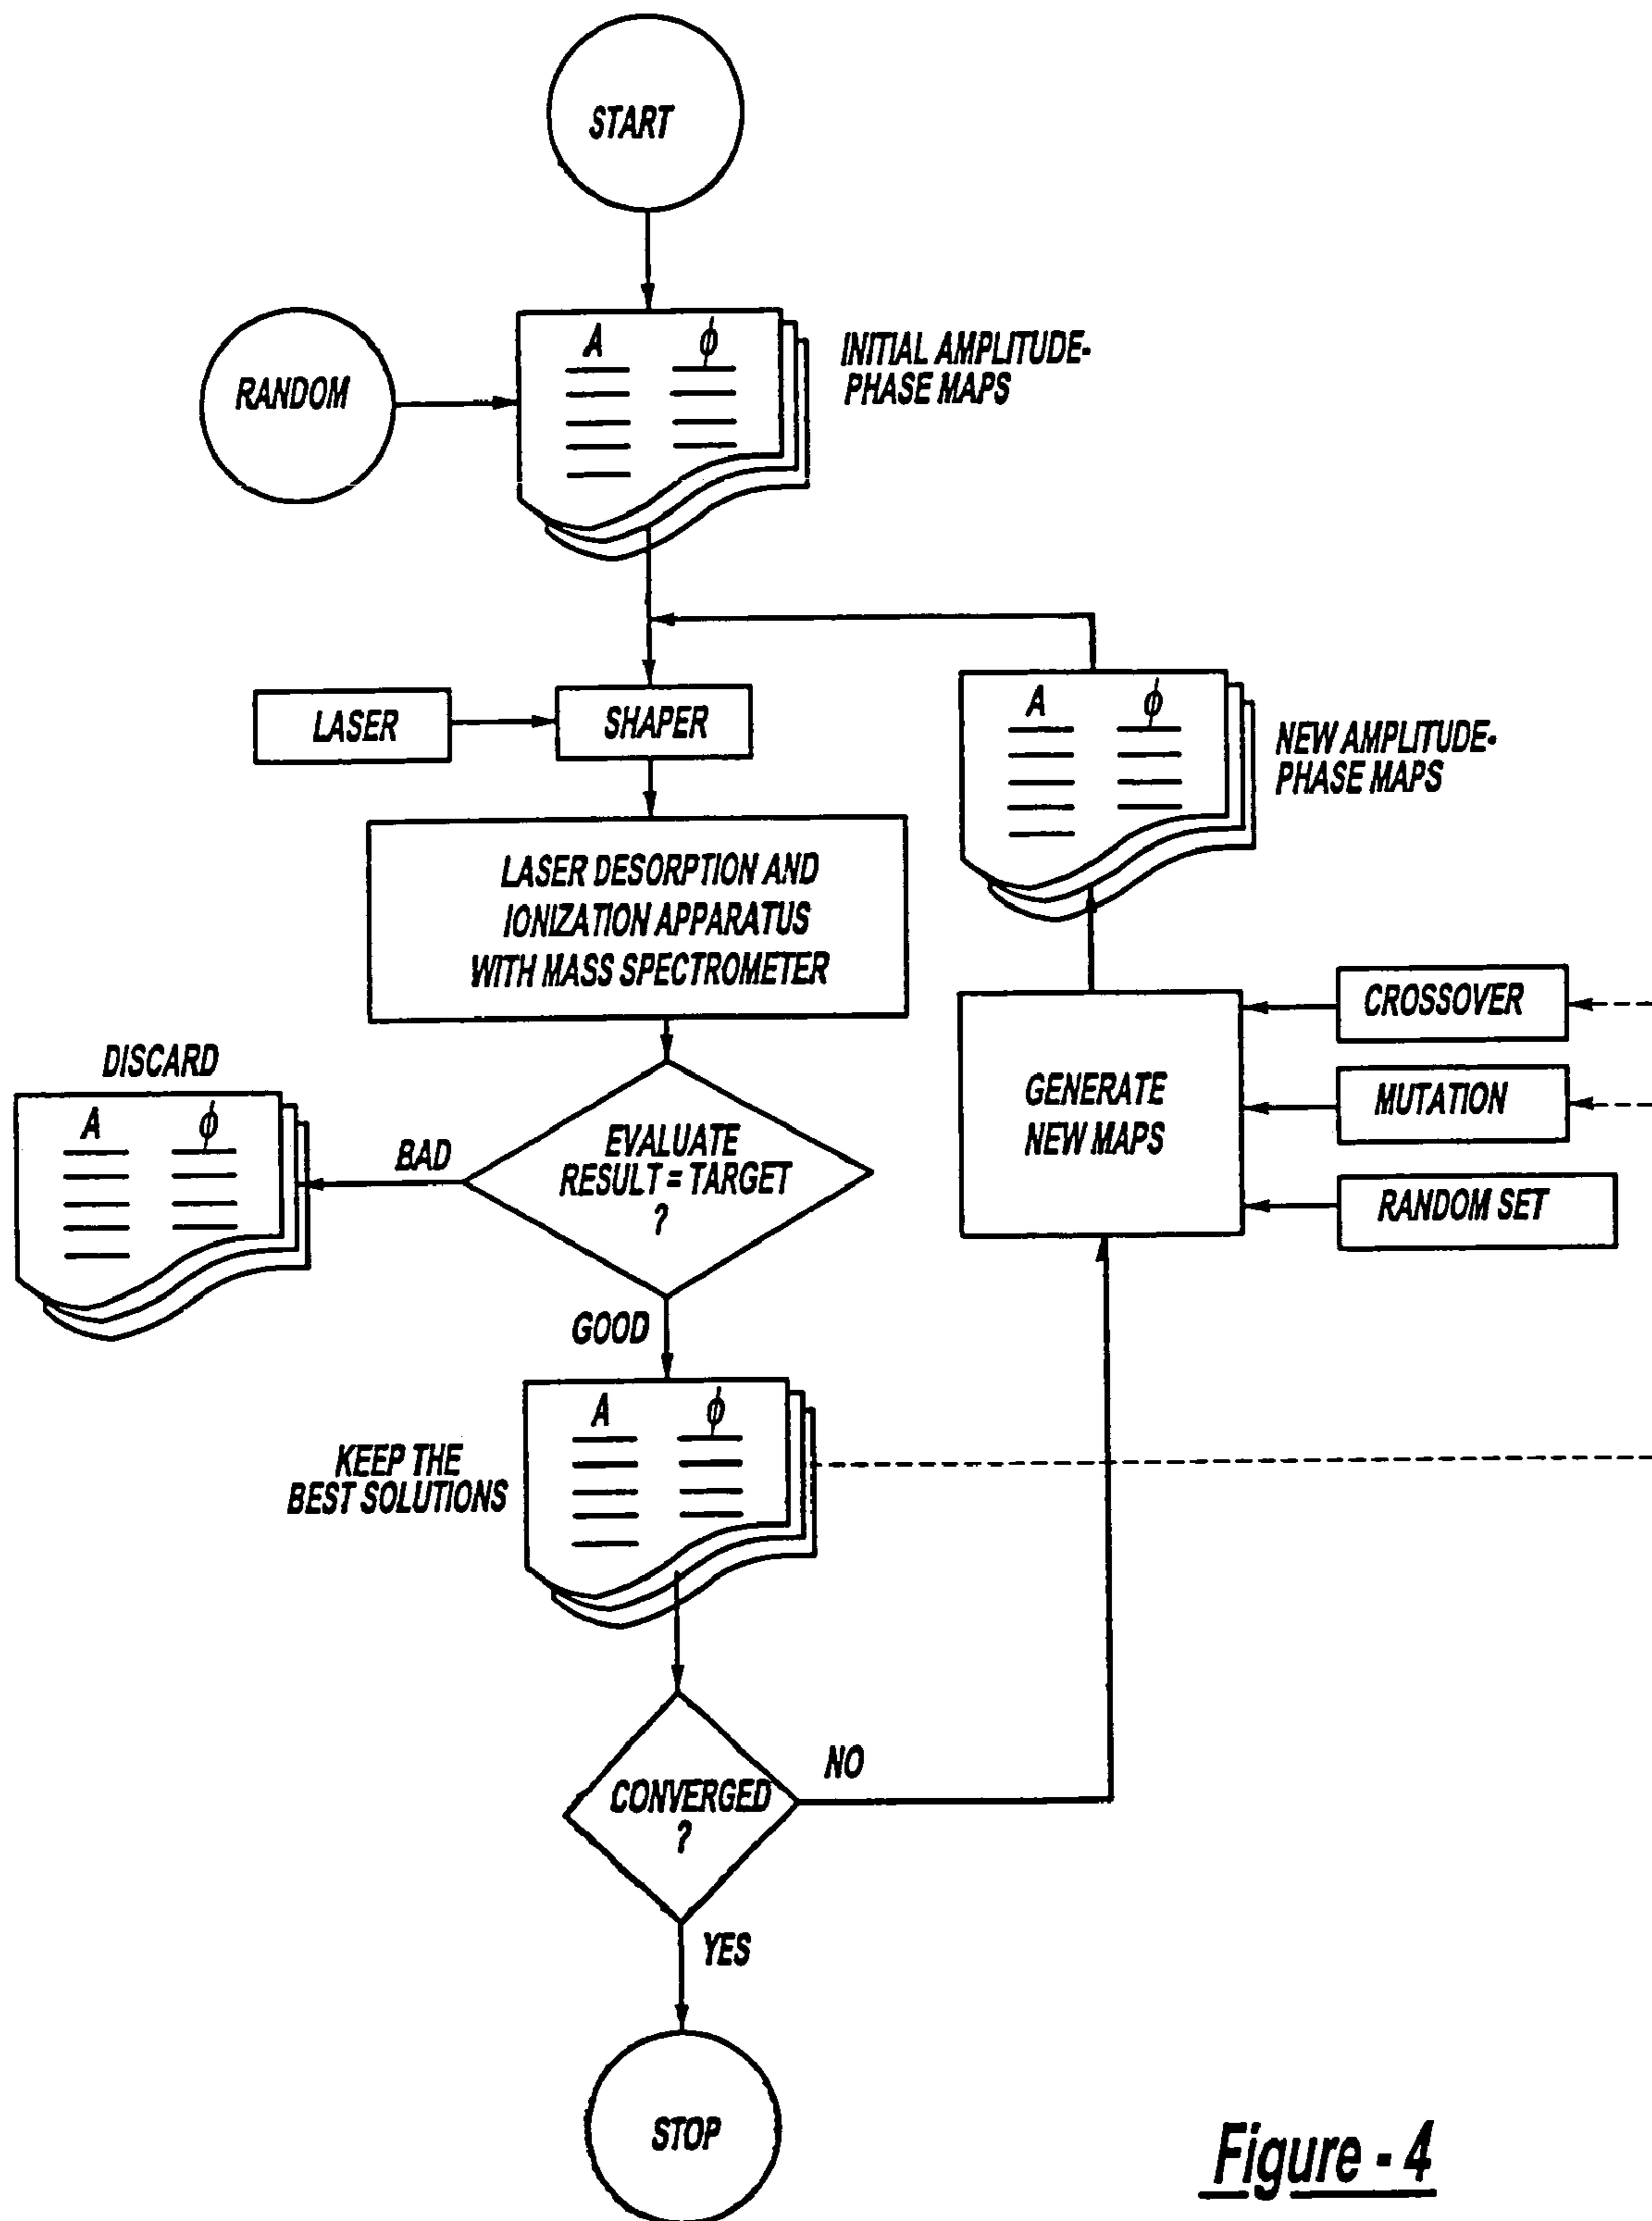 START
RANDOM
A φ
INITIAL AMPLITUDE-
PHASE MAPS
LASER
SHAPER
A φ
NEW AMPLITUDE-
PHASE MAPS
LASER DESORPTION AND
IONIZATION APPARATUS
WITH MASS SPECTROMETER
CROSSOVER
MUTATION
RANDOM SET
GENERATE
NEW MAPS
DISCARD
A φ
BAD
EVALUATE
RESULT = TARGET
?
GOOD
A φ
KEEP THE
BEST SOLUTIONS
CONVERGED
?
NO
YES
STOP
Figure - 4